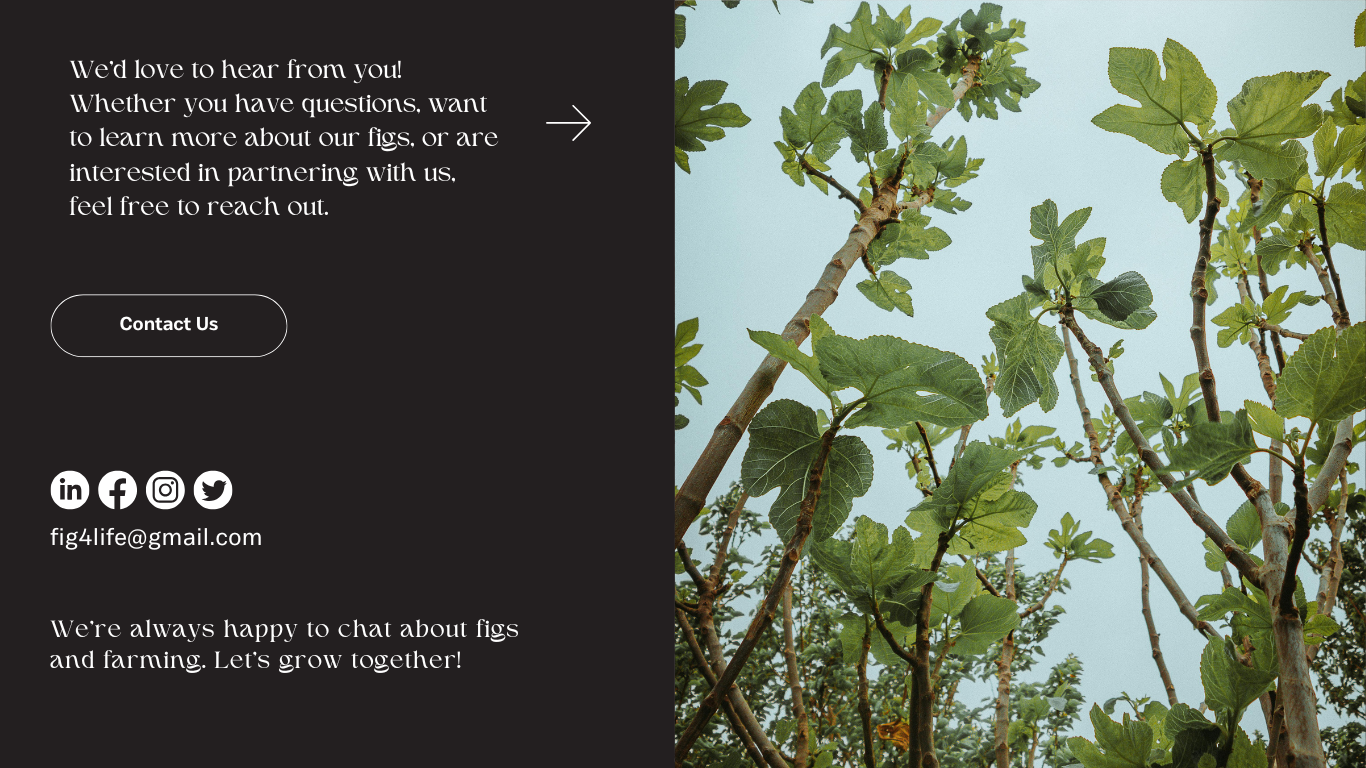 We'd love to hear from you!
Whether you have questions, want
to learn more about our figs, or are
interested in partnering with us,
feel free to reach out.
Contact Us
in
fig4life@gmail.com
We're always happy to chat about figs
and farming. Let's grow together!